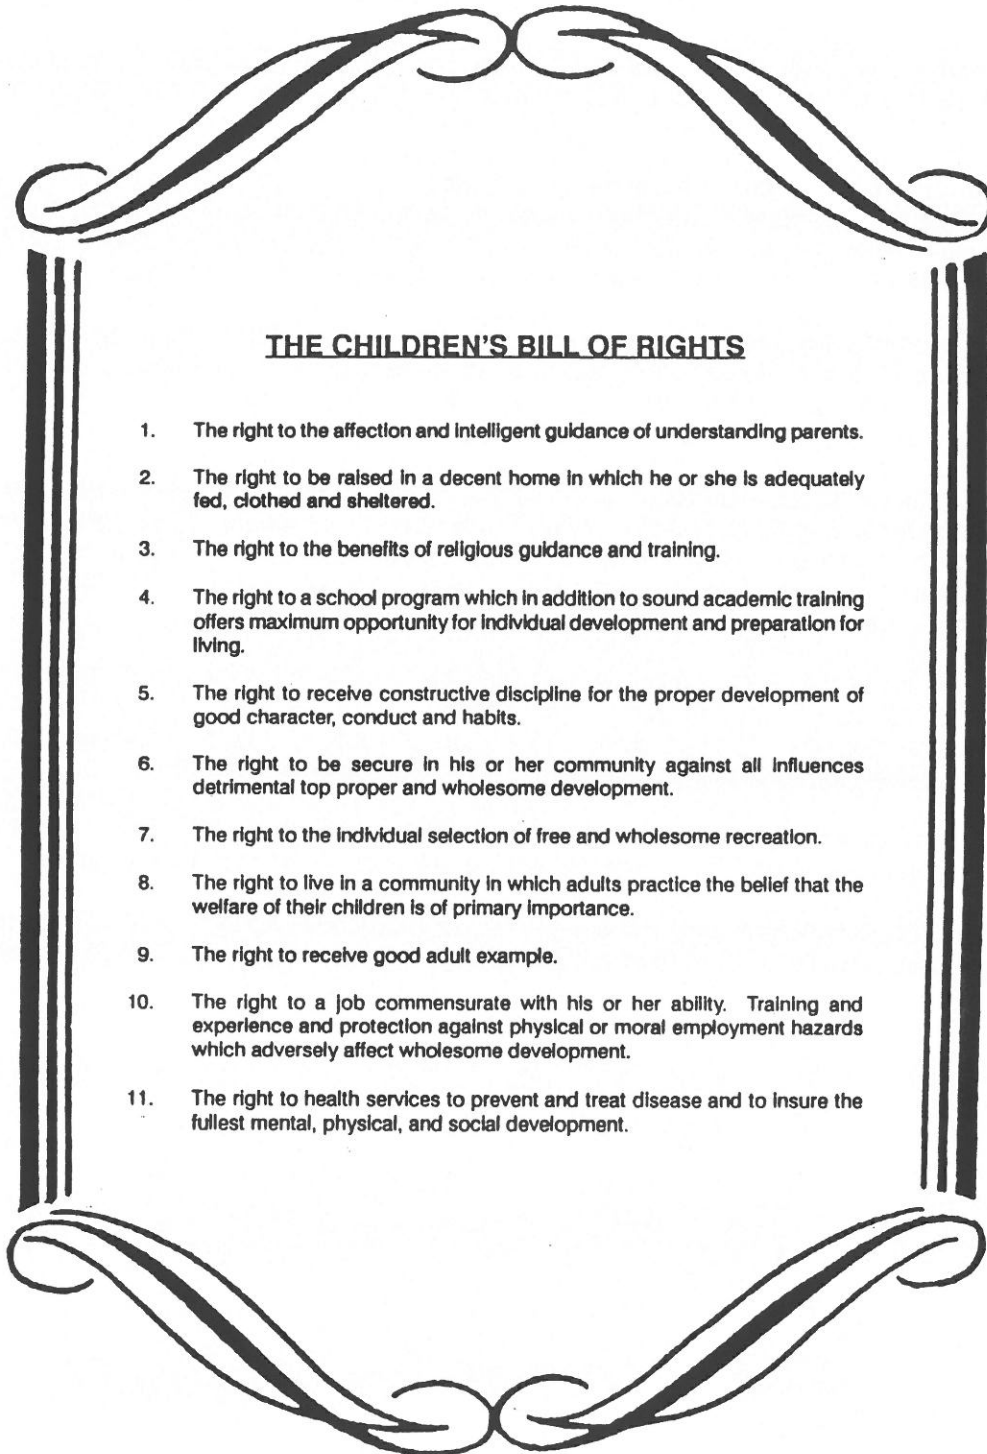 THE CHILDREN'S BILL OF RIGHTS
1. The right to the affection and intelligent guidance of understanding parents.
2. The right to be raised in a decent home in which he or she is adequately
fed, clothed and sheltered.
3. The right to the benefits of religious guidance and training.
4. The right to a school program which in addition to sound academic training
offers maximum opportunity for individual development and preparation for
living.
5. The right to receive constructive discipline for the proper development of
good character, conduct and habits.
6. The right to be secure in his or her community against all influences
detrimental top proper and wholesome development.
7. The right to the individual selection of free and wholesome recreation.
8. The right to live in a community in which adults practice the belief that the
welfare of their children is of primary importance.
9. The right to receive good adult example.
10. The right to a job commensurate with his or her ability. Training and
experience and protection against physical or moral employment hazards
which adversely affect wholesome development.
11. The right to health services to prevent and treat disease and to insure the
fullest mental, physical, and social development.